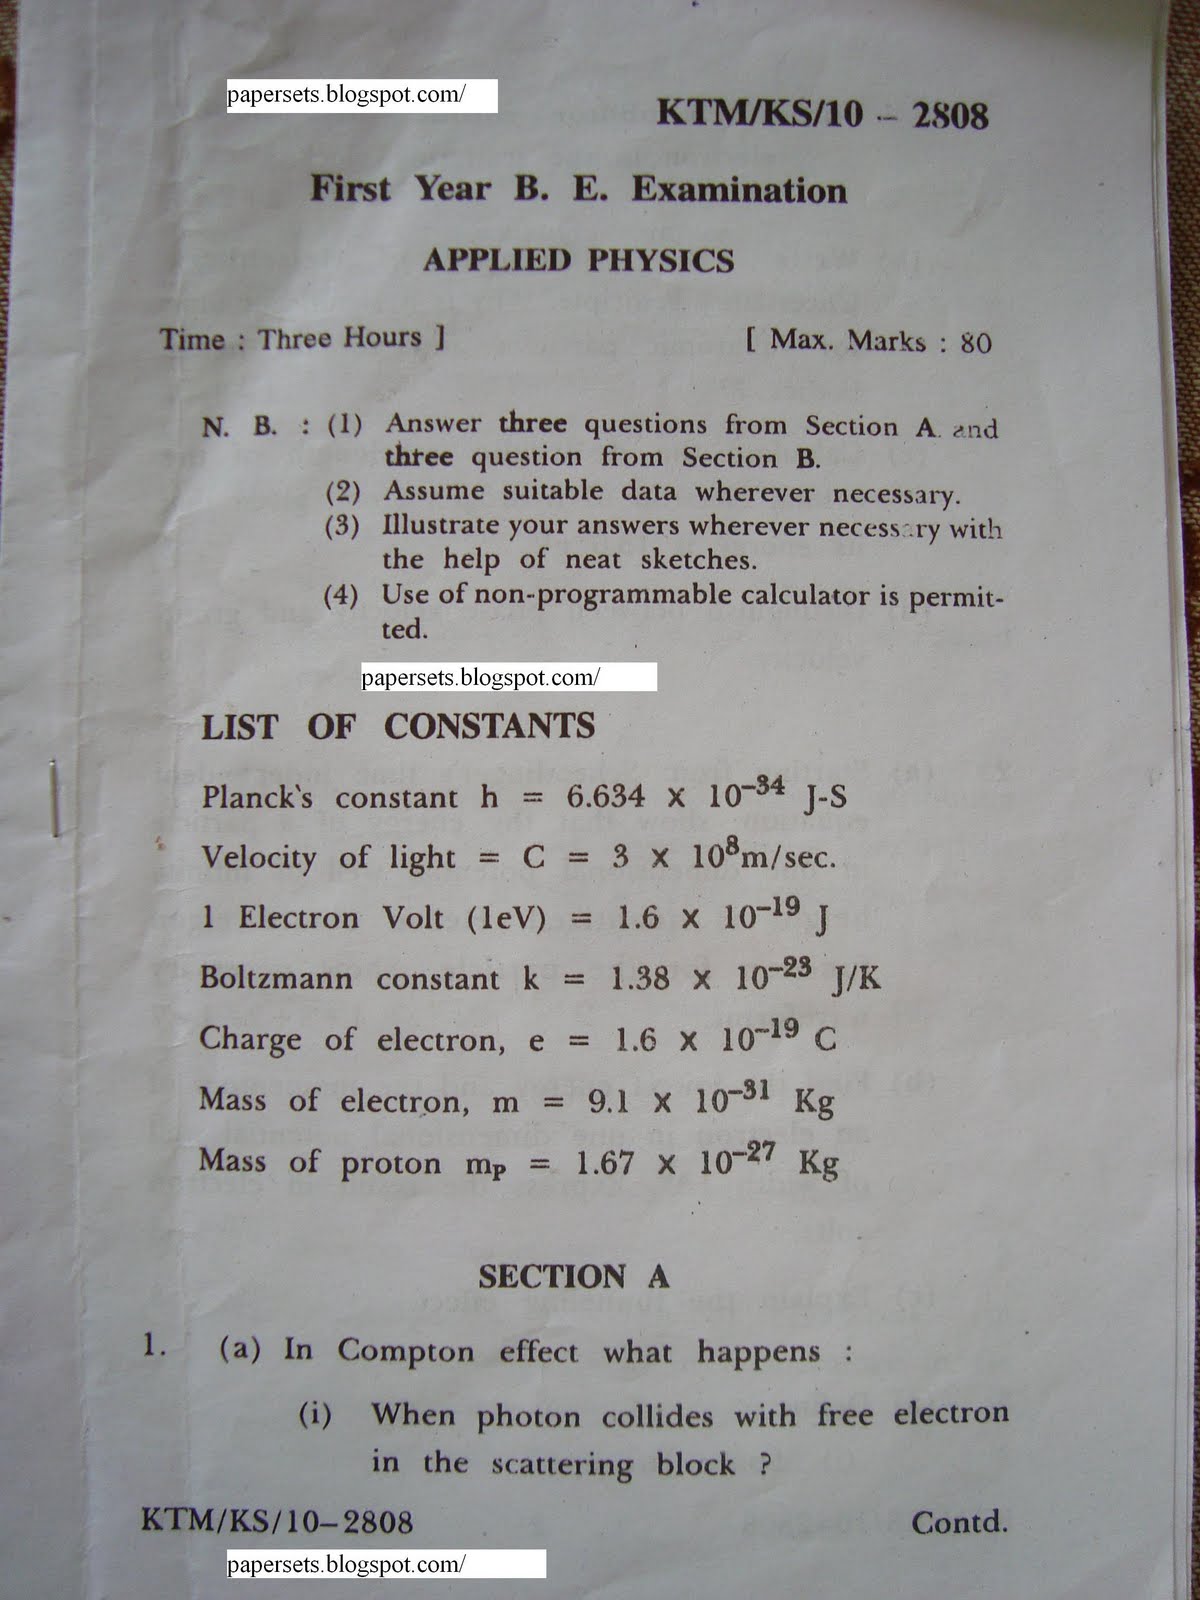 papersets.blogspot.com/
KTM/KS/10 – 2808
First Year B. E. Examination
APPLIED PHYSICS
Time : Three Hours ] [ Max. Marks : 80
N. B. : (1) Answer three questions from Section A and
three question from Section B.
(2) Assume suitable data wherever necessary.
(3) Illustrate your answers wherever necessary with
the help of neat sketches.
(4) Use of non-programmable calculator is permit-
ted.
papersets.blogspot.com/
LIST OF CONSTANTS
Planck's constant h = 6.634 x 10⁻³⁴ J-S
Velocity of light = C = 3 x 10⁸m/sec.
1 Electron Volt (1eV) = 1.6 x 10⁻¹⁹ J
Boltzmann constant k = 1.38 x 10⁻²³ J/K
Charge of electron, e = 1.6 x 10⁻¹⁹ C
Mass of electron, m = 9.1 x 10⁻³¹ Kg
Mass of proton mₚ = 1.67 x 10⁻²⁷ Kg
SECTION A
1. (a) In Compton effect what happens :
(i) When photon collides with free electron
in the scattering block ?
KTM/KS/10–2808 Contd.
papersets.blogspot.com/